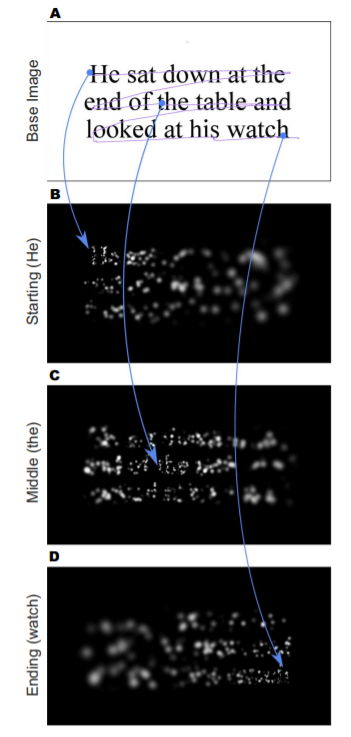 A
Base Image
He sat down at the
end of the table and
looked at his watch
B
Starting (He)
C
Middle (the)
D
Ending (watch)